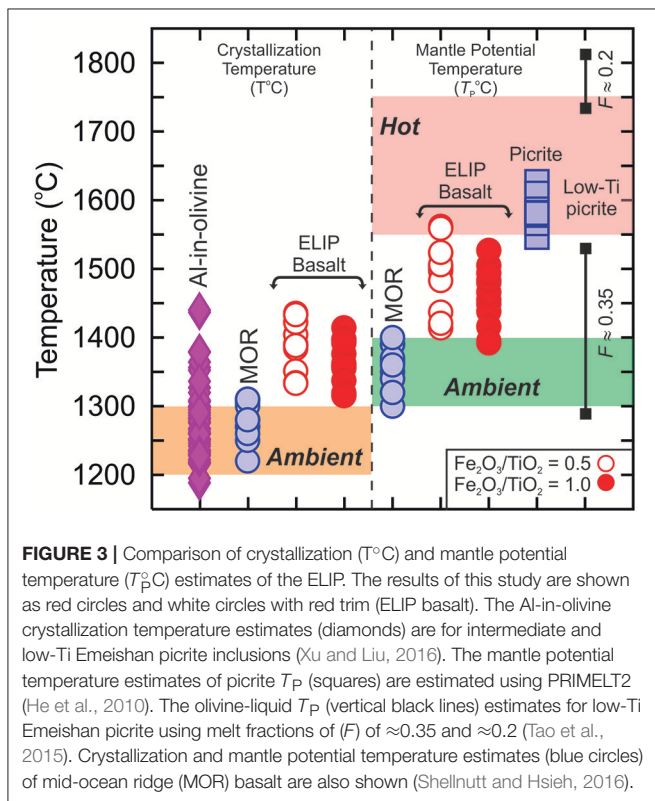 Crystallization
Temperature
(T°C)
Mantle Potential
Temperature
(Tₚ°C)
1800
1700
1600
1500
1400
1300
1200
Temperature (°C)
Al-in-olivine
MOR
ELIP
Basalt
Ambient
Hot
MOR
ELIP
Basalt
Picrite
Low-Ti
picrite
F ≈ 0.2
F ≈ 0.35
Ambient
Fe₂O₃/TiO₂ = 0.5
Fe₂O₃/TiO₂ = 1.0
FIGURE 3 | Comparison of crystallization (T°C) and mantle potential
temperature (T°PC) estimates of the ELIP. The results of this study are shown
as red circles and white circles with red trim (ELIP basalt). The Al-in-olivine
crystallization temperature estimates (diamonds) are for intermediate and
low-Ti Emeishan picrite inclusions (Xu and Liu, 2016). The mantle potential
temperature estimates of picrite TP (squares) are estimated using PRIMELT2
(He et al., 2010). The olivine-liquid TP (vertical black lines) estimates for low-Ti
Emeishan picrite using melt fractions of (F) of ≈0.35 and ≈0.2 (Tao et al.,
2015). Crystallization and mantle potential temperature estimates (blue circles)
of mid-ocean ridge (MOR) basalt are also shown (Shellnutt and Hsieh, 2016).